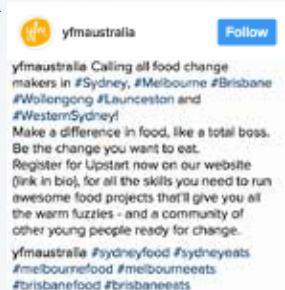 yfm
yfmaustralia
Follow
yfmaustralia Calling all food change
makers in #Sydney, #Melbourne #Brisbane
#Wollongong #Launceston and
#WesternSydney!
Make a difference in food, like a total boss.
Be the change you want to eat.
Register for Upstart now on our website
(link in bio), for all the skills you need to run
awesome food projects that'll give you all
the warm fuzzies - and a community of
other young people ready for change.
yfmaustralia #sydneyfood #sydneyeats
#melbournefood #melbourneeats
#brisbanefood #brisbaneeats